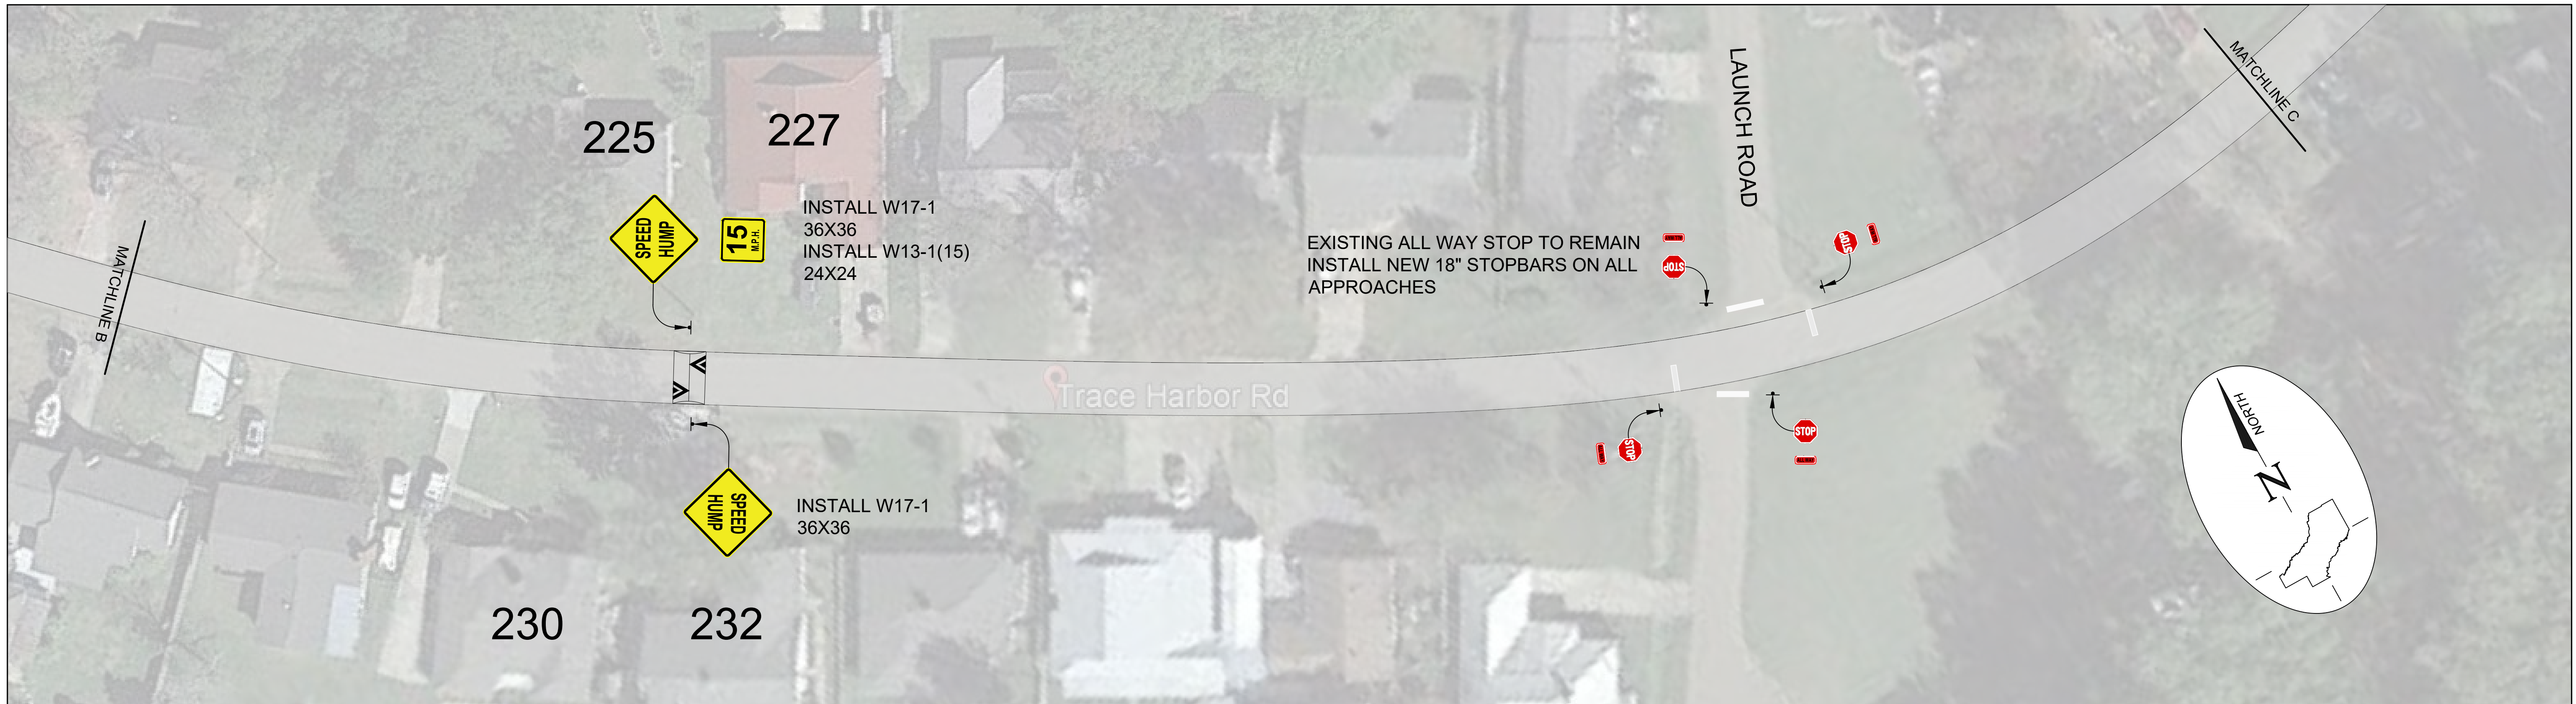 225
227
SPEED
HUMP
15
M.P.H.
INSTALL W17-1
36X36
INSTALL W13-1(15)
24X24
MATCHLINE B
EXISTING ALL WAY STOP TO REMAIN
INSTALL NEW 18" STOPBARS ON ALL
APPROACHES
STOP
LAUNCH ROAD
STOP
MATCHLINE C
Trace Harbor Rd
SPEED
HUMP
INSTALL W17-1
36X36
STOP
STOP
230
232
NORTH
N